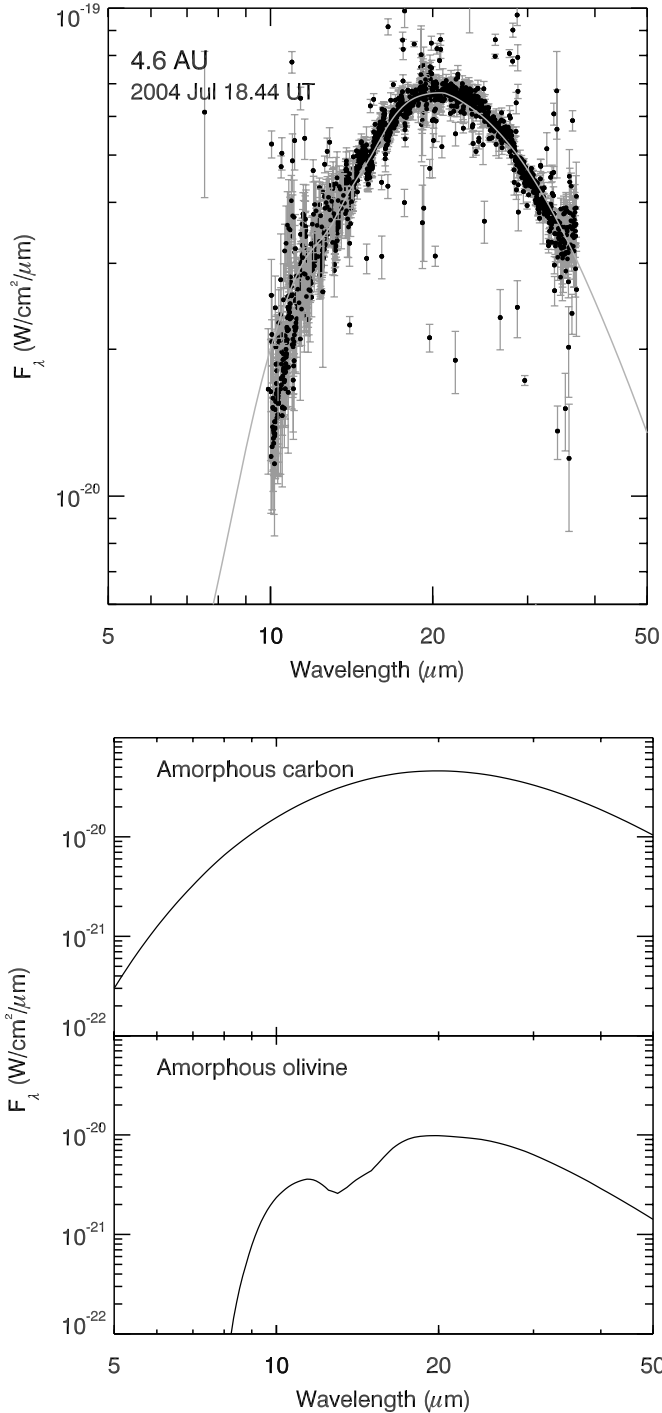 10⁻¹⁹
4.6 AU
2004 Jul 18.44 UT
F_λ (W/cm²/μm)
10⁻²⁰
5 10 20 50
Wavelength (μm)
Amorphous carbon
10⁻²⁰
10⁻²¹
10⁻²²
F_λ (W/cm²/μm)
Amorphous olivine
10⁻²⁰
10⁻²¹
10⁻²²
5 10 20 50
Wavelength (μm)